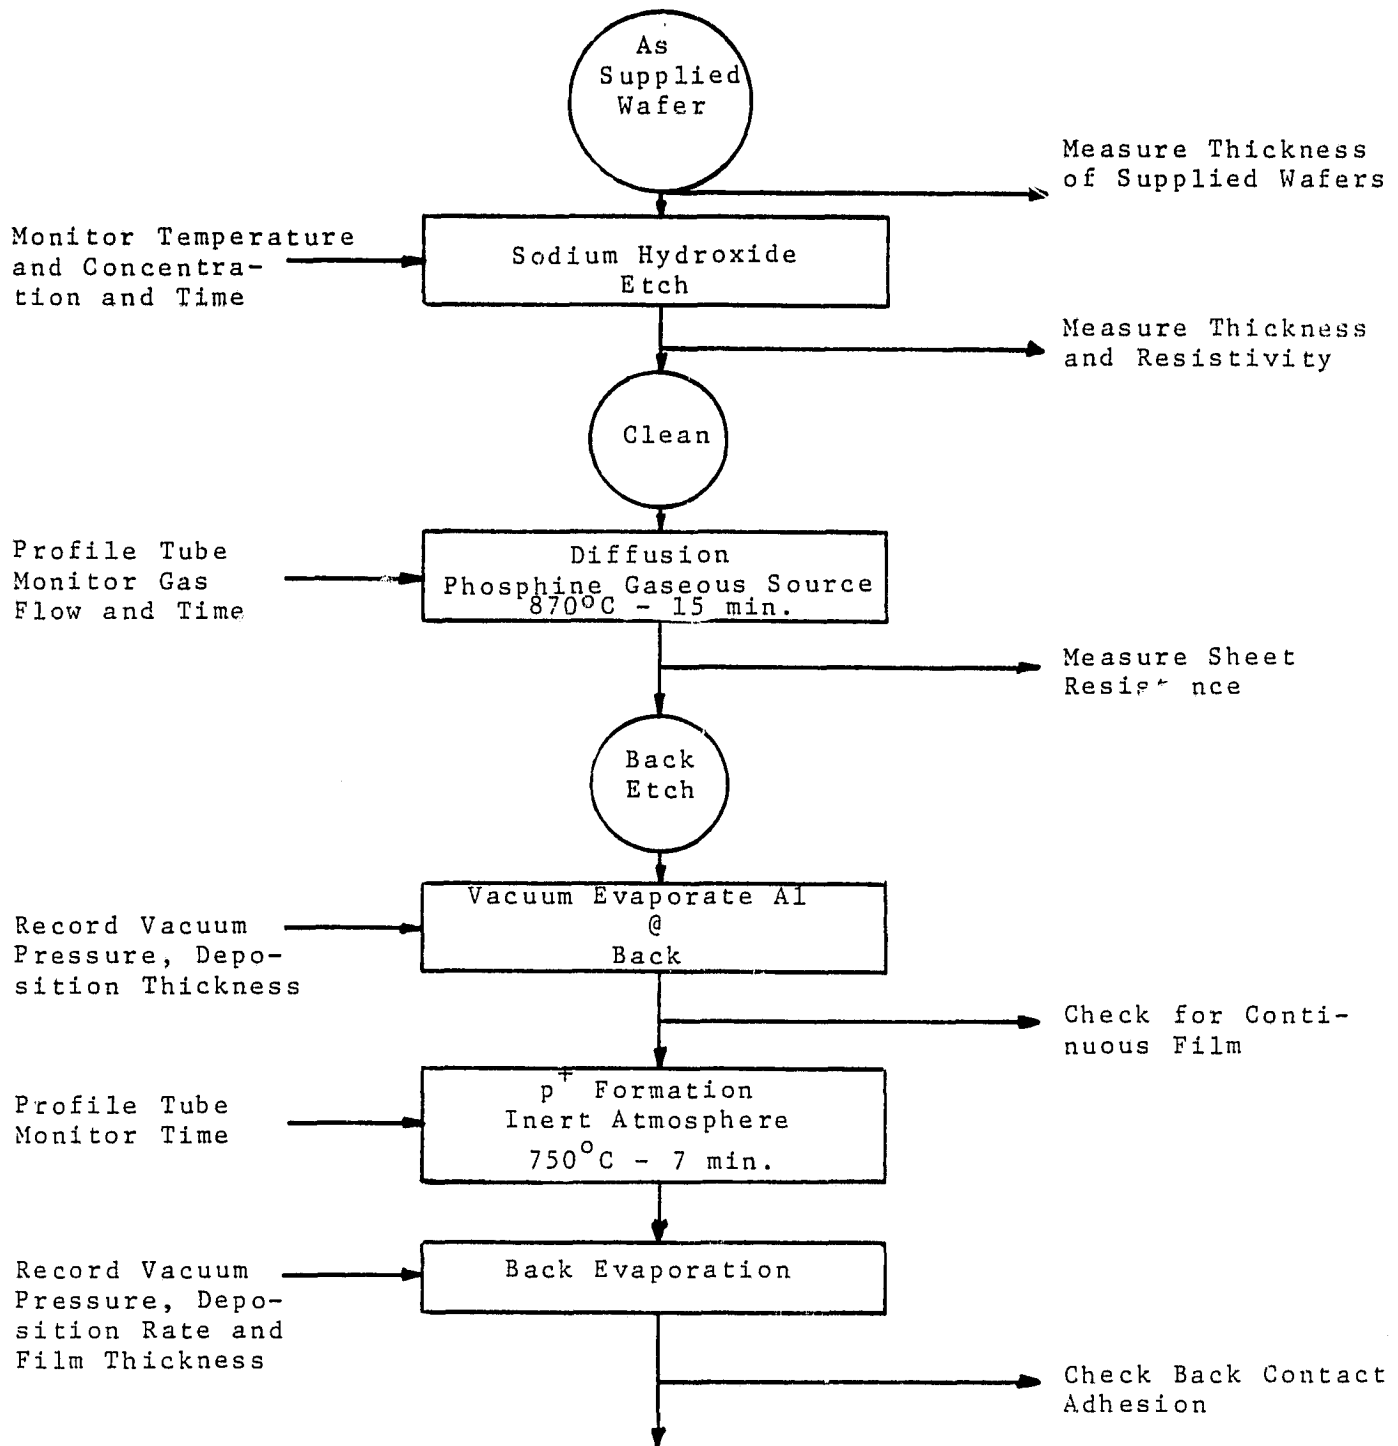 As
Supplied
Wafer
Measure Thickness
of Supplied Wafers
Monitor Temperature
and Concentra-
tion and Time
Sodium Hydroxide
Etch
Measure Thickness
and Resistivity
Clean
Profile Tube
Monitor Gas
Flow and Time
Diffusion
Phosphine Gaseous Source
870°C - 15 min.
Measure Sheet
Back
Etch
Vacuum Evaporate Al
@
Back
Record Vacuum
Pressure, Depo-
sition Thickness
Check for Conti-
nuous Film
p+ Formation
Inert Atmosphere
750°C - 7 min.
Profile Tube
Monitor Time
Back Evaporation
Record Vacuum
Pressure, Depo-
sition Rate and
Film Thickness
Check Back Contact
Adhesion